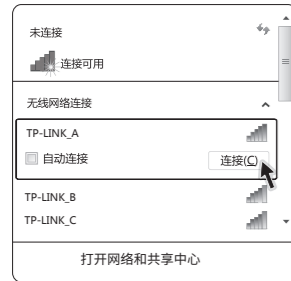 未连接
连接可用
无线网络连接
TP-LINK_A
自动连接
连接(C)
TP-LINK_B
TP-LINK_C
打开网络和共享中心